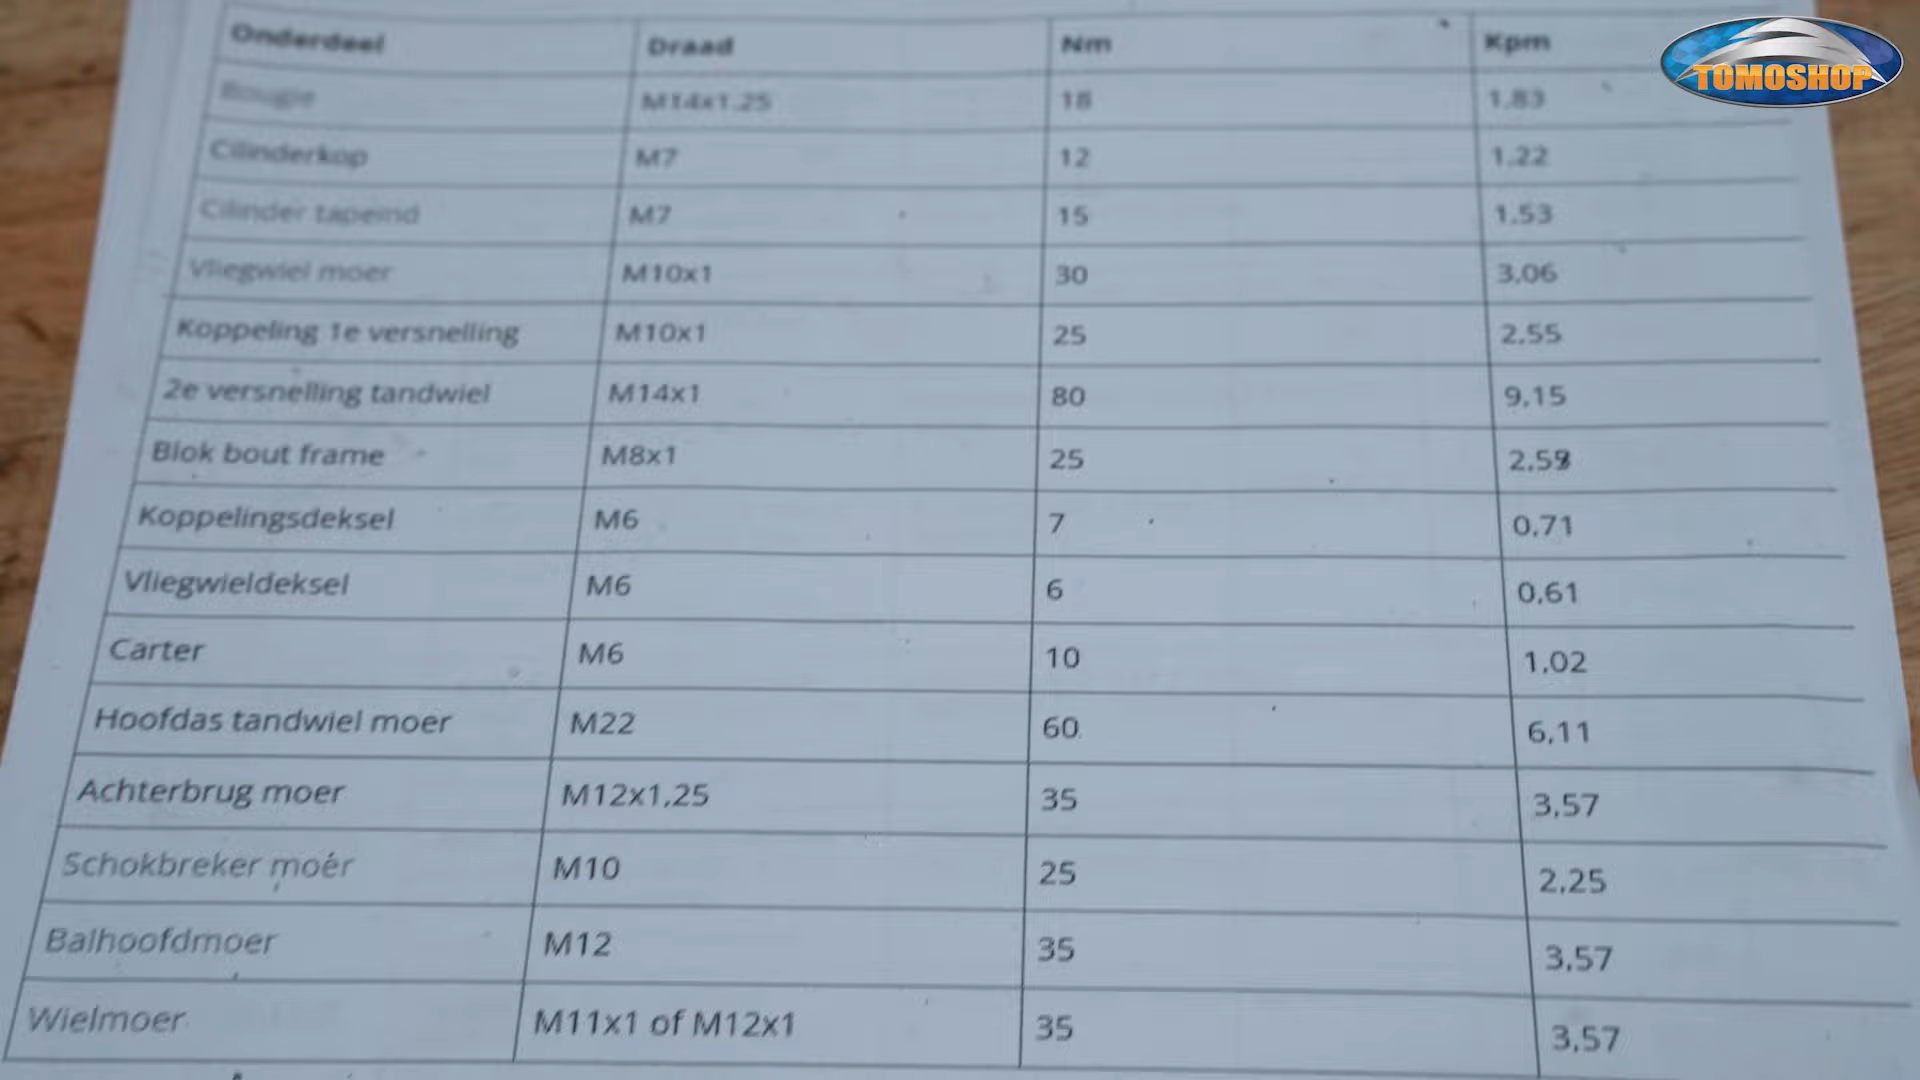 Onderdeel Draad Nm Kpm
Bougie M14x1.25 18 1.83
Cilinderkop M7 12 1.22
Cilinder tapeind M7 15 1.53
Vliegwiel moer M10x1 30 3,06
Koppeling 1e versnelling M10x1 25 2,55
2e versnelling tandwiel M14x1 80 9,15
Blok bout frame M8x1 25
Koppelingsdeksel M6 7 0,71
Vliegwieldeksel M6 6 0,61
Carter M6 10 1,02
Hoofdas tandwiel moer M22 60 6,11
Achterbrug moer M12x1,25 35 3,57
Schokbreker moer M10 25 2,25
Balhoofdmoer M12 35 3,57
Wielmoer M11x1 of M12x1 35 3,57
TOMOSHOP